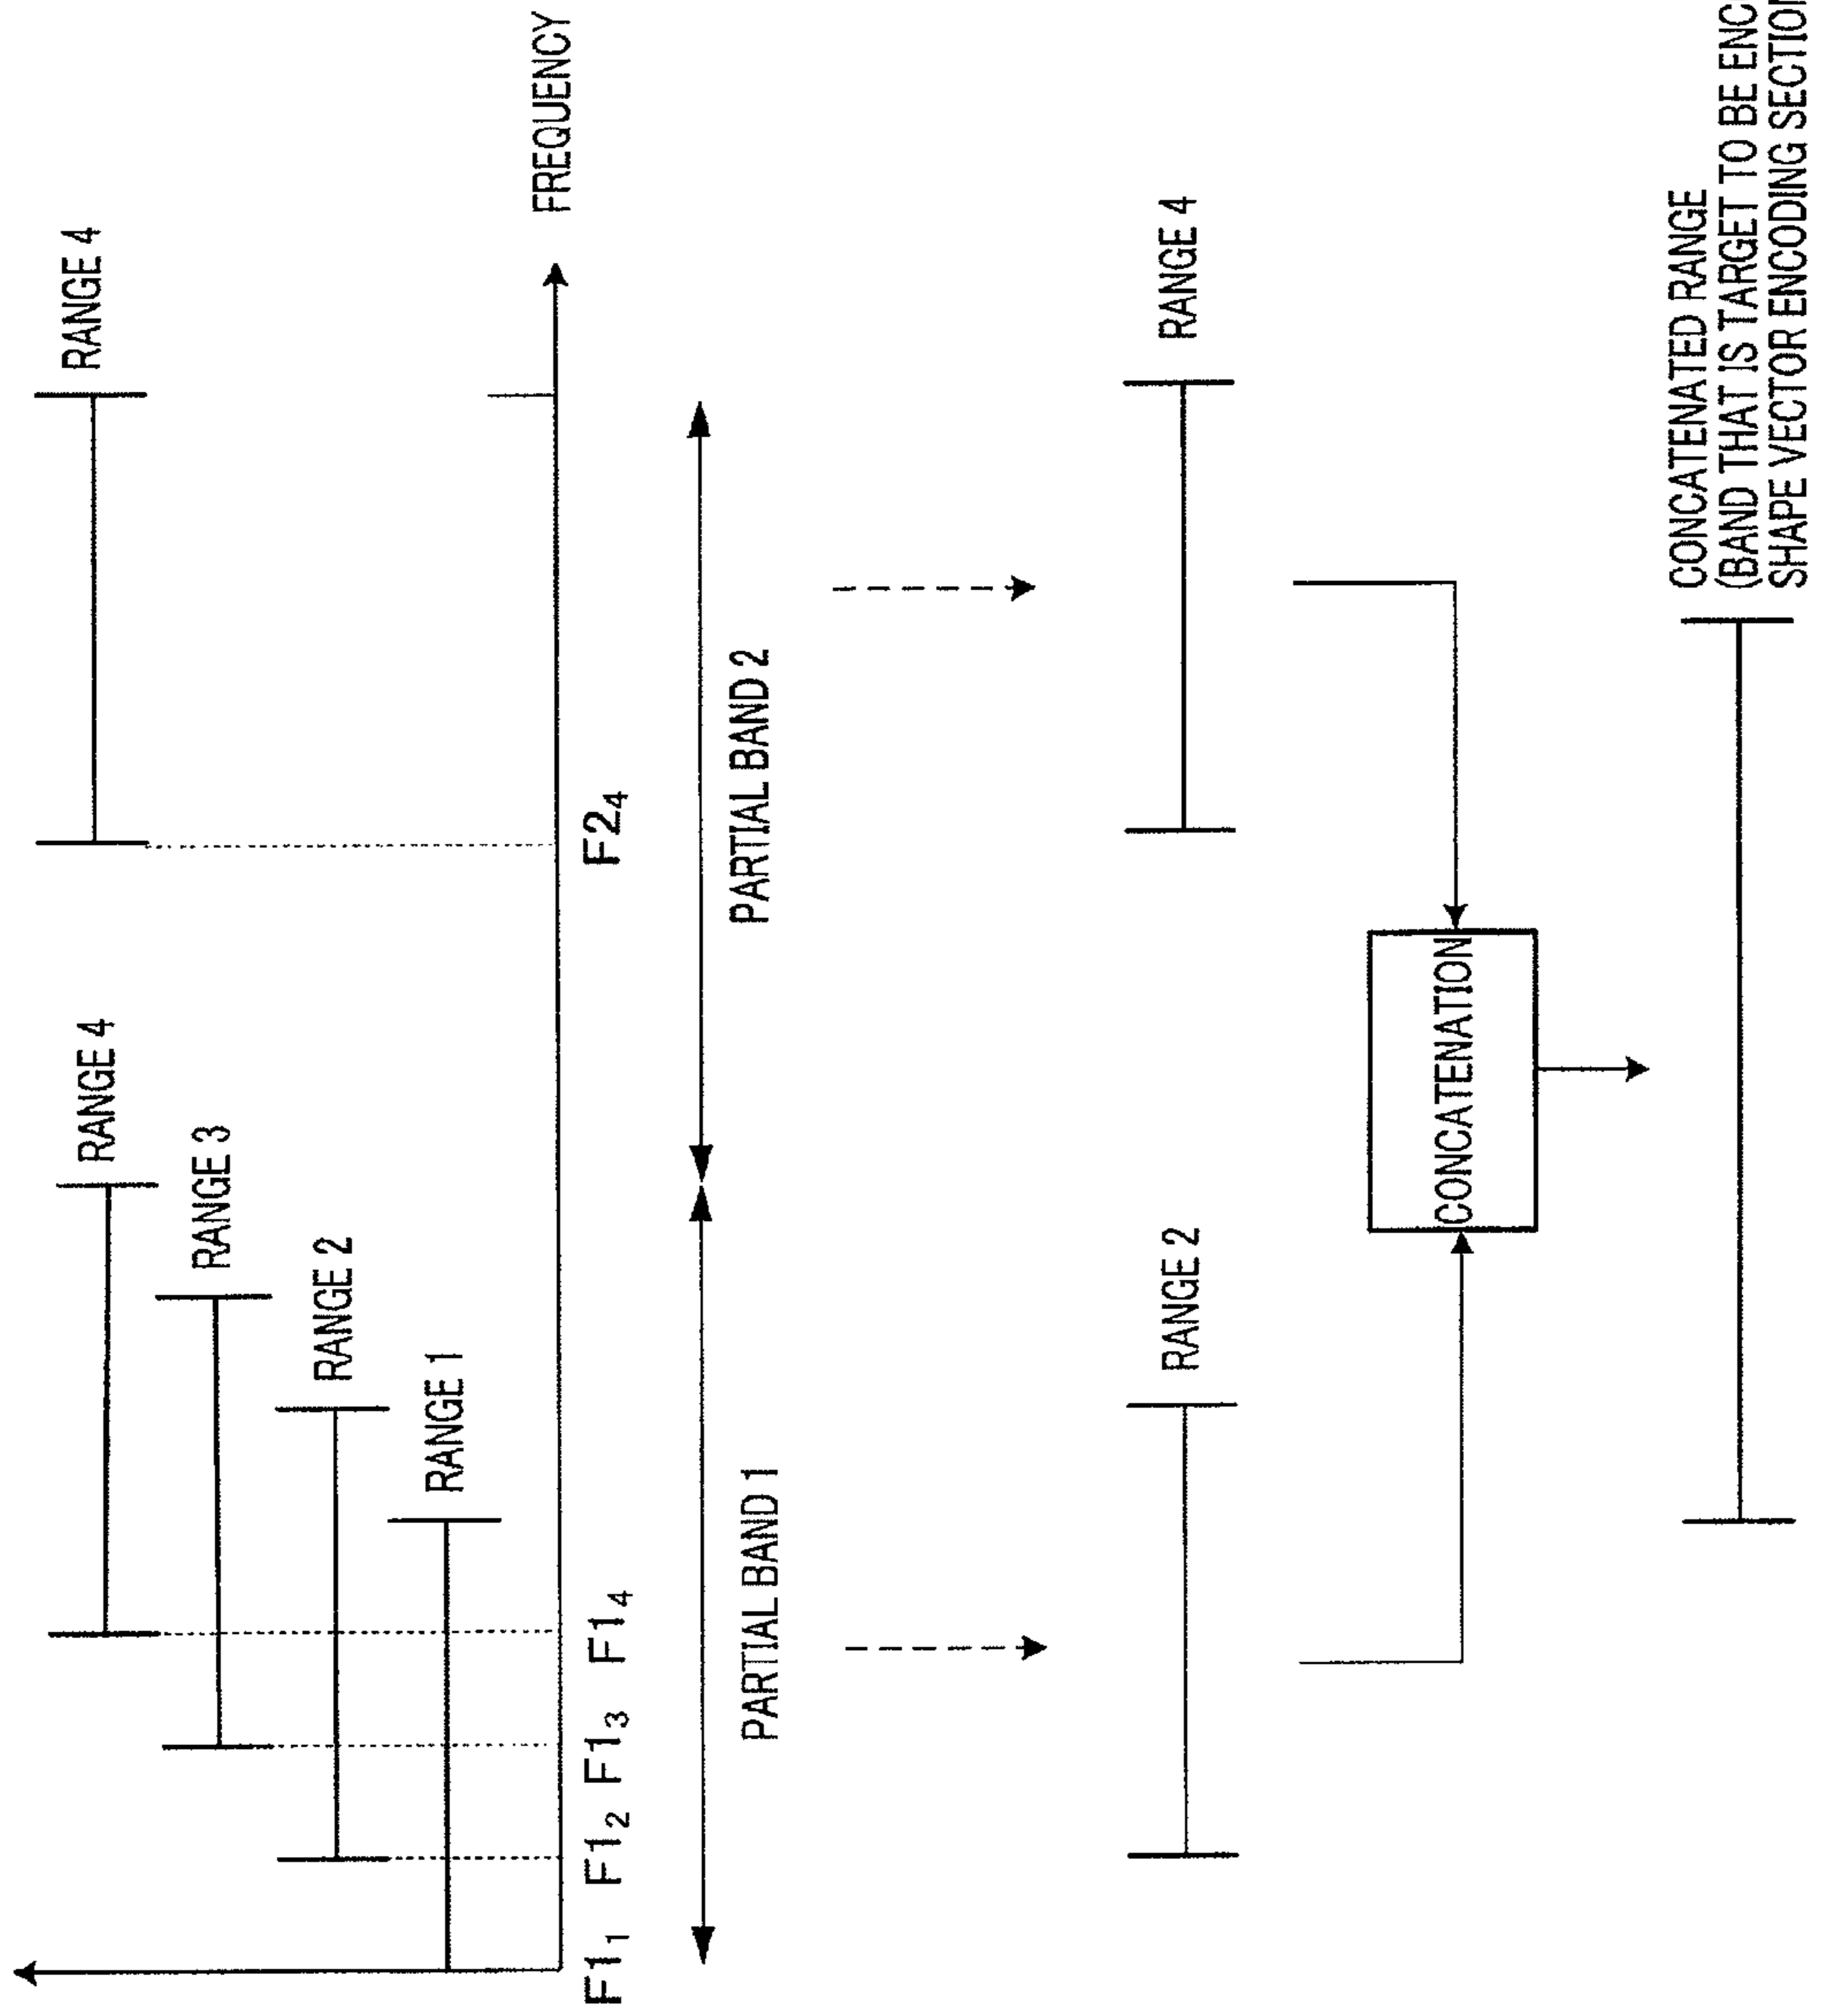 RANGE 4
RANGE 4
RANGE 3
RANGE 2
RANGE 1
FREQUENCY
F1₁ F1₂ F1₃ F1₄ F2₄
PARTIAL BAND 1
PARTIAL BAND 2
RANGE 2
RANGE 4
CONCATENATION
CONCATENATED RANGE
(BAND THAT IS TARGET TO BE
SHAPE VECTOR ENCODING